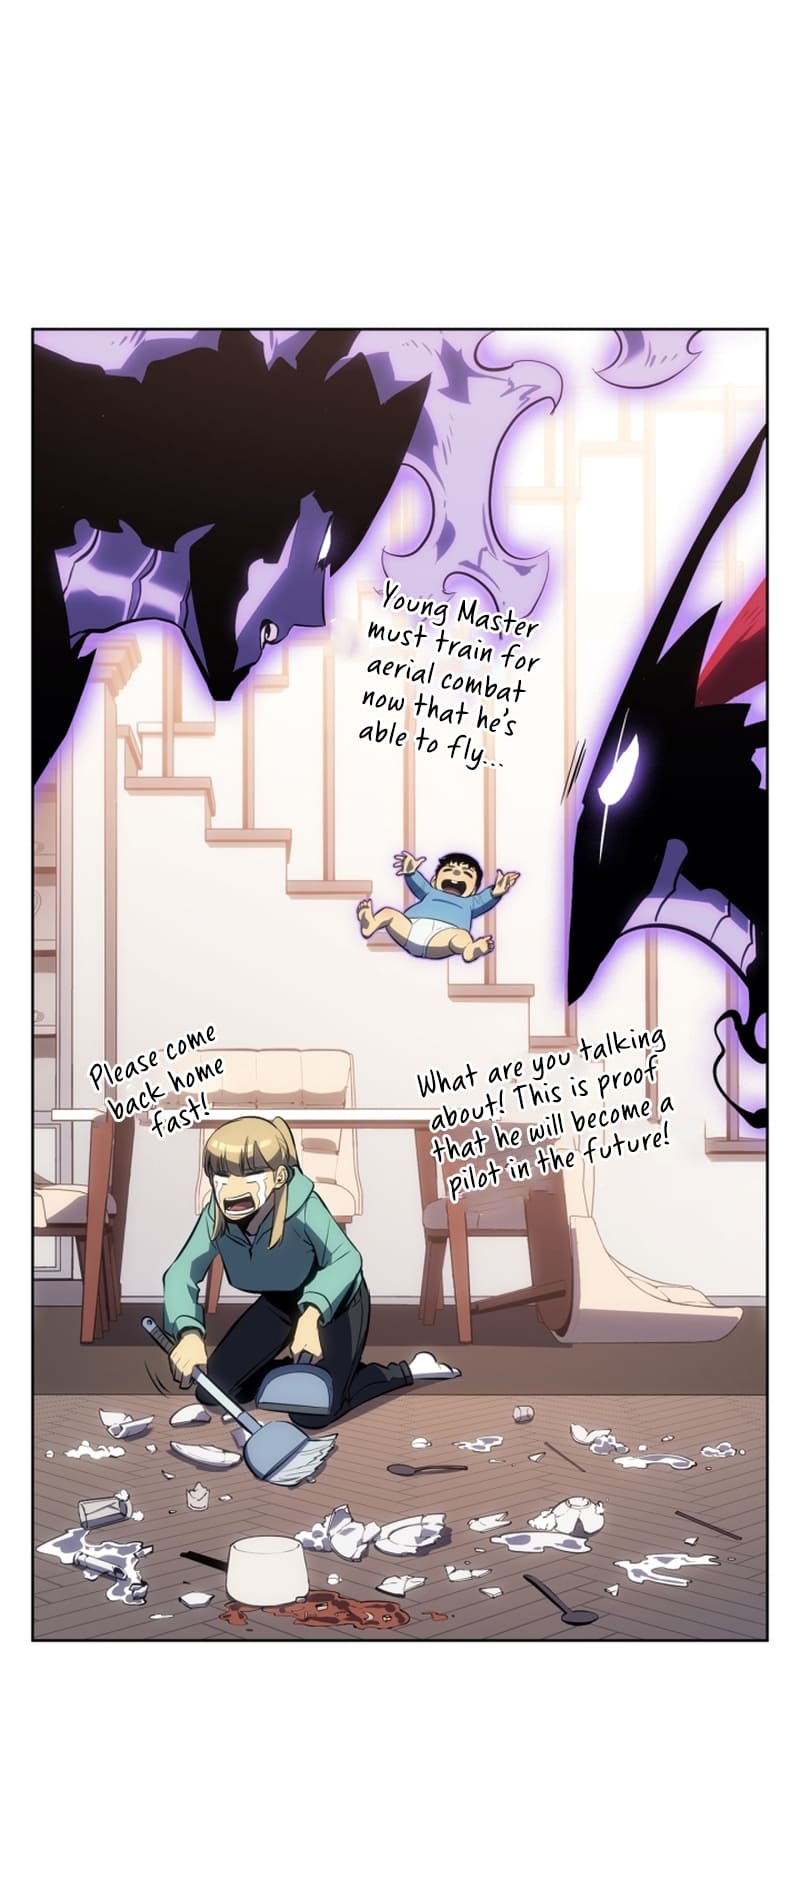 Young Master
must train for
aerial combat
now that he's
able to fly...
Please come
back home
fast!
What are you talking
about! This is proof
that he will become a
pilot in the future!